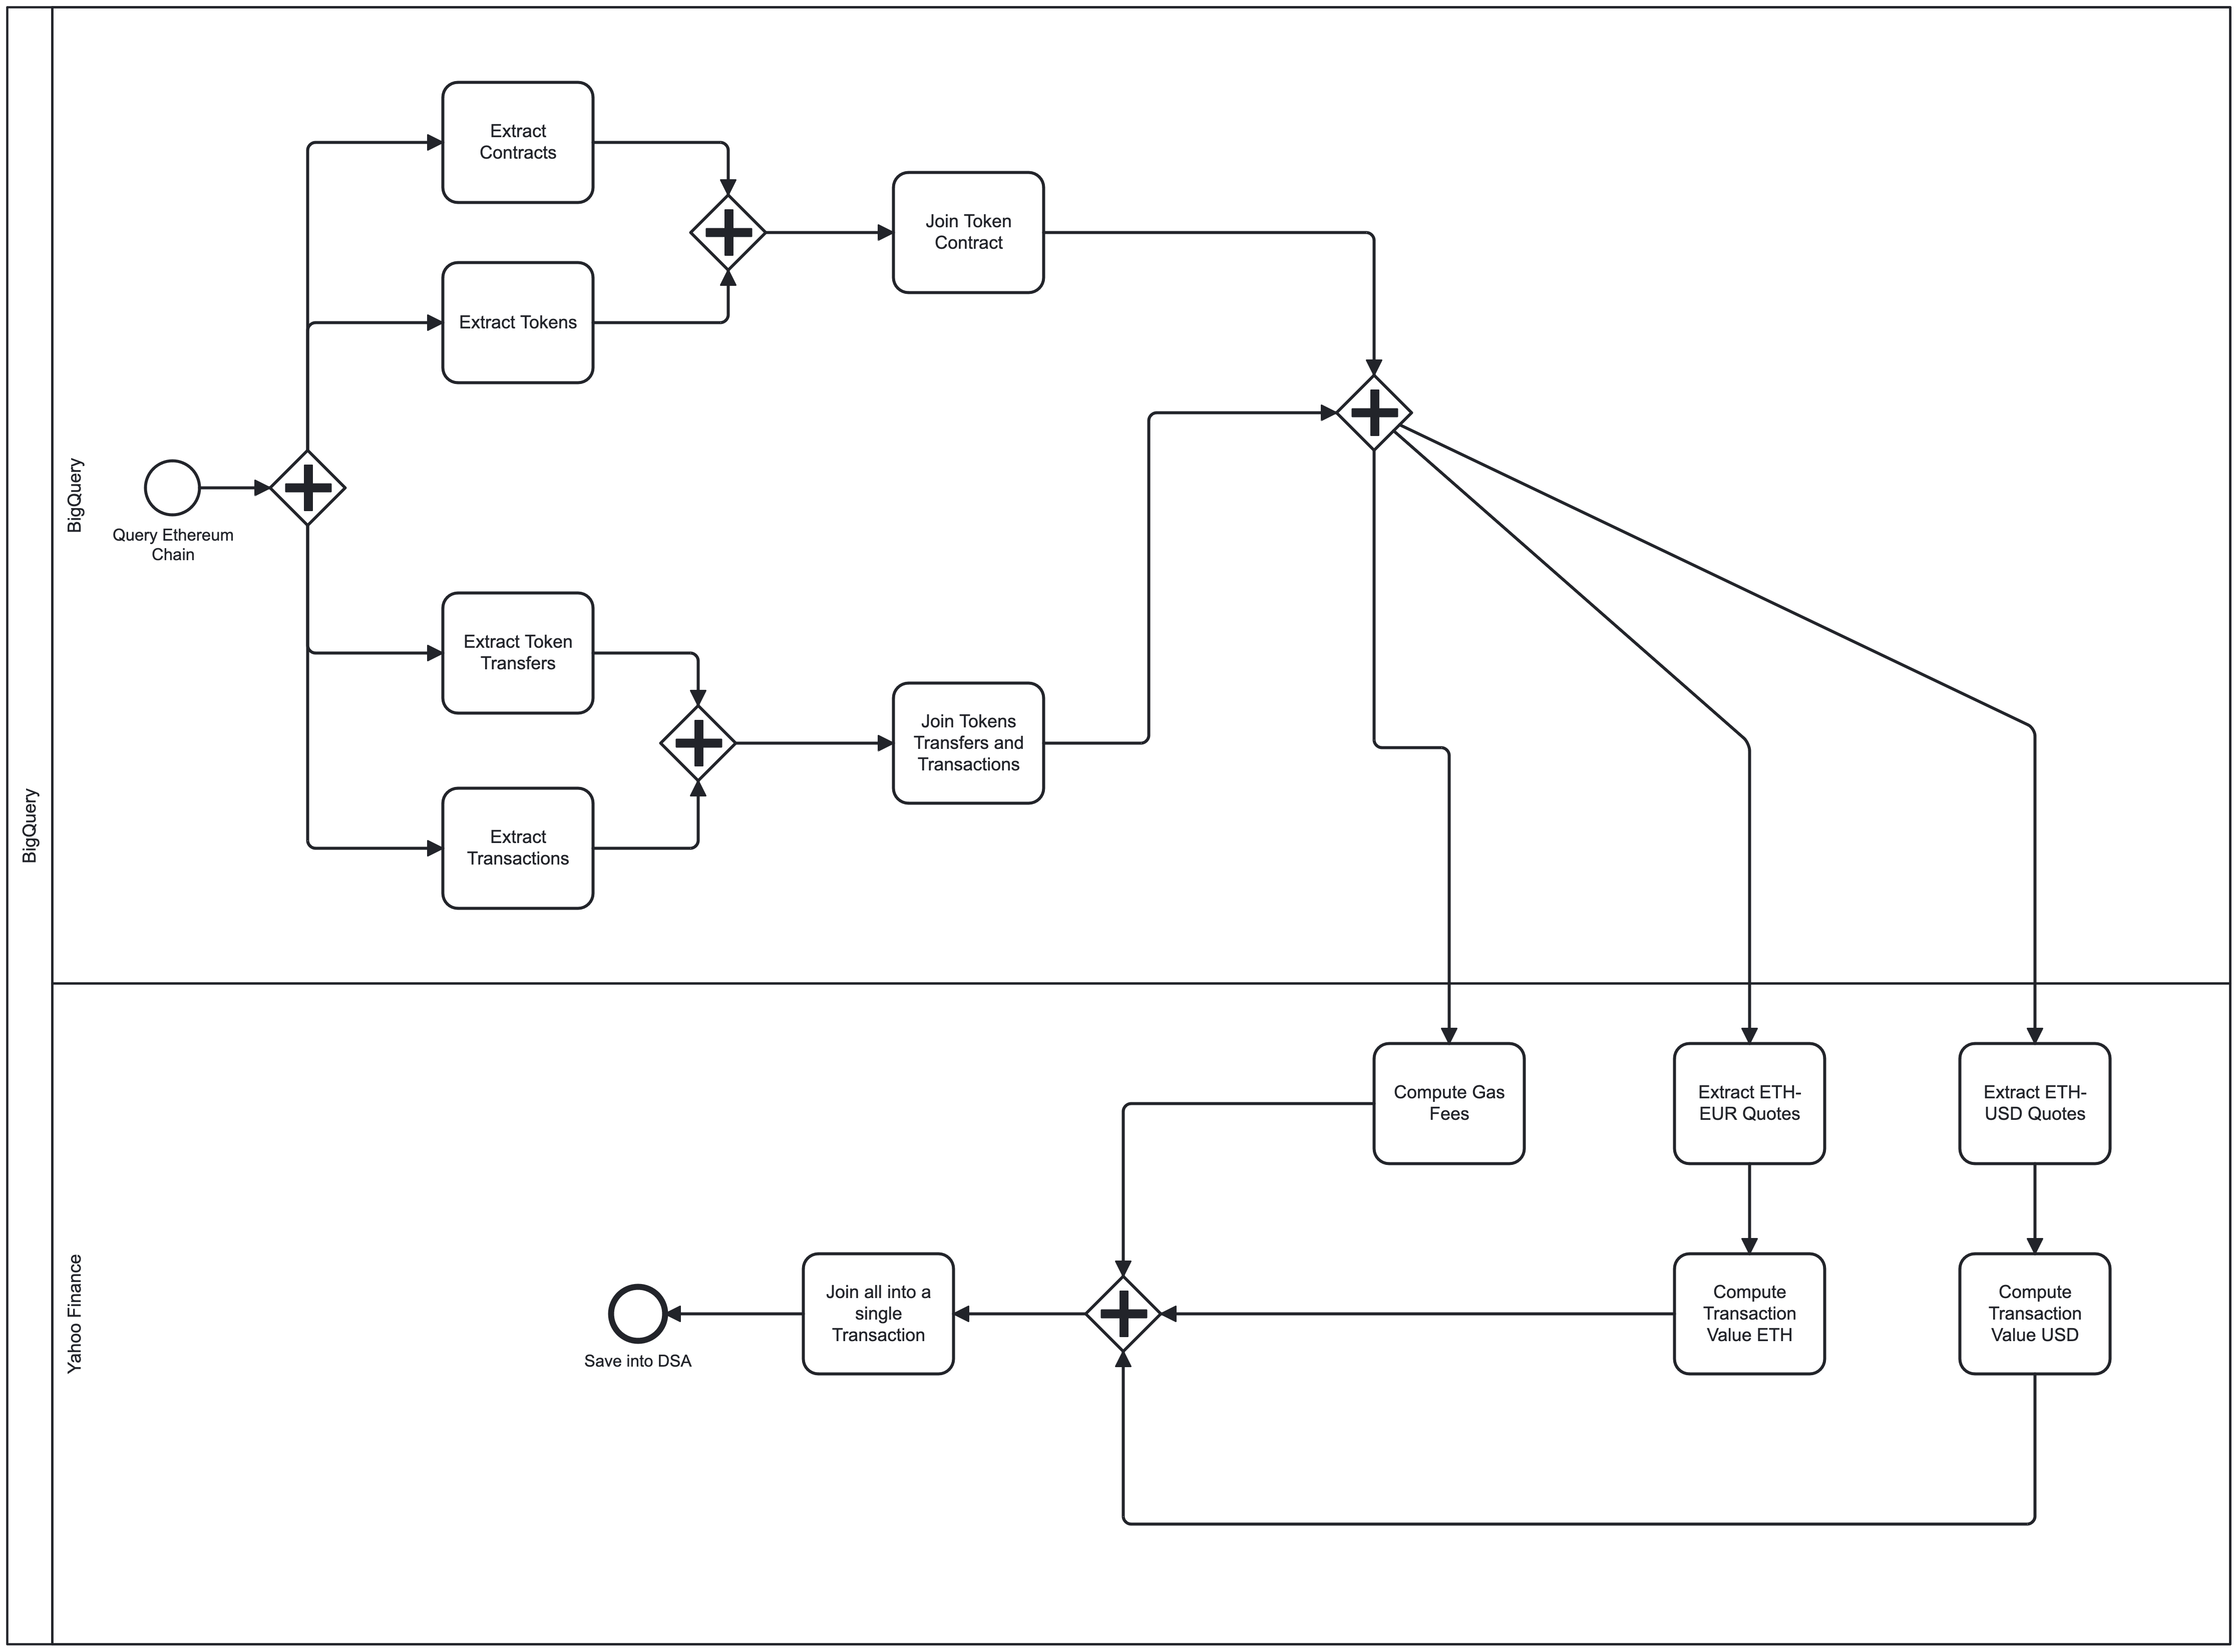 BigQuery
BigQuery
Query Ethereum
Chain
Extract
Contracts
Extract Tokens
Join Token
Contract
Extract Token
Transfers
Extract
Transactions
Join Tokens
Transfers and
Transactions
Yahoo Finance
Compute Gas
Fees
Extract ETH-
EUR Quotes
Extract ETH-
USD Quotes
Compute
Transaction
Value ETH
Compute
Transaction
Value USD
Join all into a
single
Transaction
Save into DSA